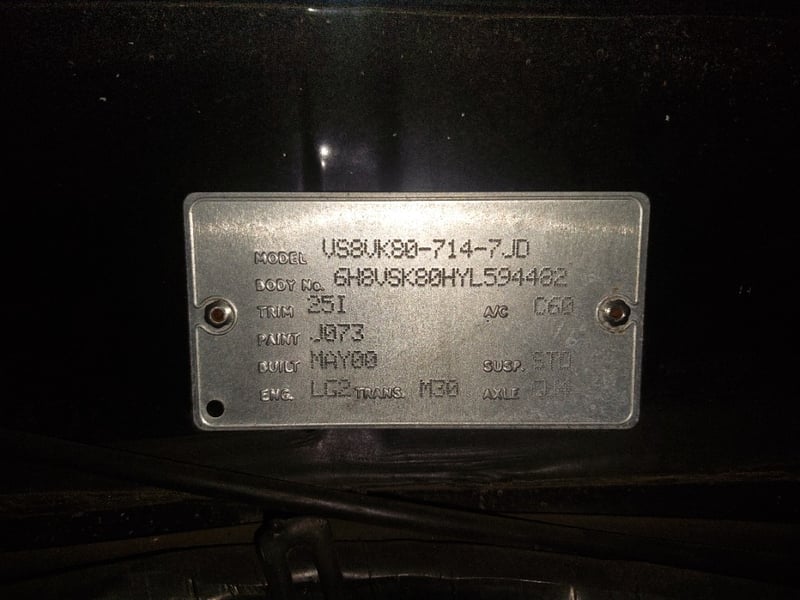 MODEL VS8VK80-714-7JD
BODY No. 6H8VSK80HYL594482
TRIM 25I A/C C60
PAINT J073
BUILT MAY00 SUSP. STD
ENG. LG2 TRANS. M30 AXLE